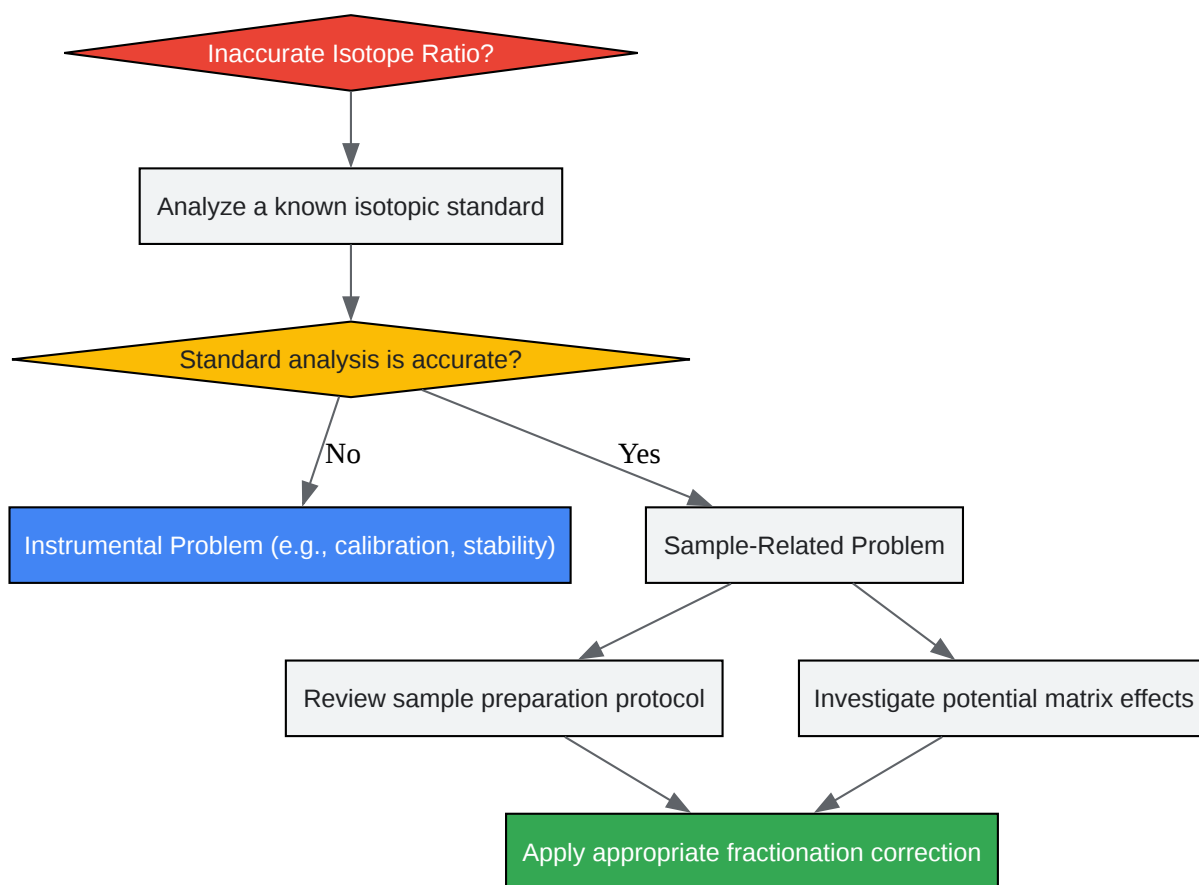 Inaccurate Isotope Ratio?
Analyze a known isotopic standard
Standard analysis is accurate?
No
Yes
Instrumental Problem (e.g., calibration, stability)
Sample-Related Problem
Review sample preparation protocol
Investigate potential matrix effects
Apply appropriate fractionation correction